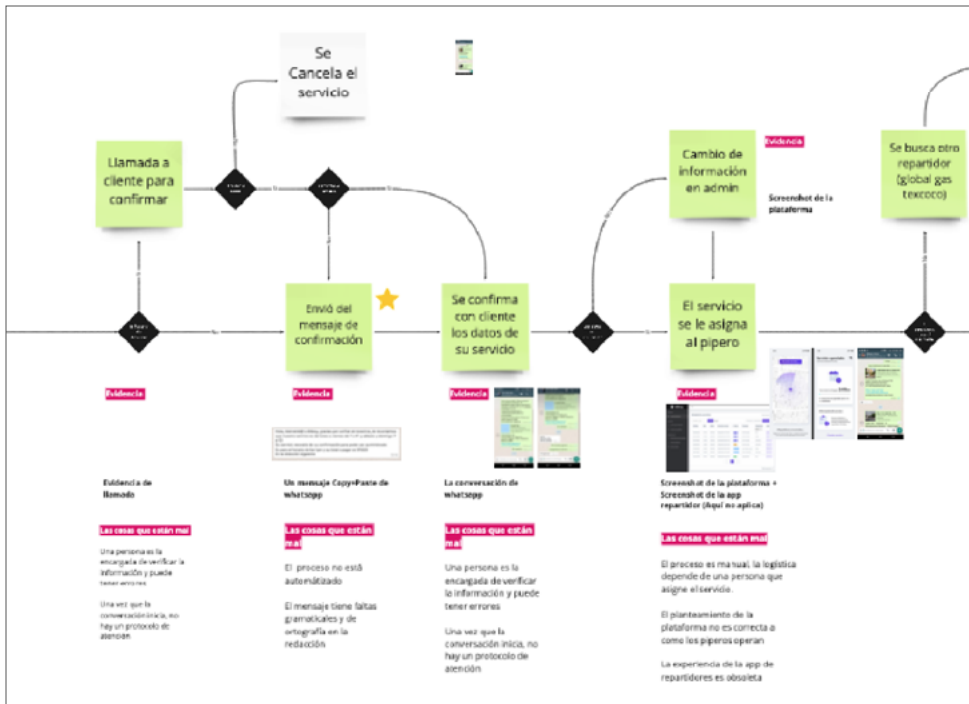 Se
Cancela el
servicio
Llamada a
cliente para
confirmar
Cambio de
información
en admin
Evidencia
Screenshot de la
plataforma
Se busca otro
repartidor
(global gas
texcoco)
Envió del
mensaje de
confirmación
Se confirma
con cliente
los datos de
su servicio
El servicio
se le asigna
al pipero
Evidencia
Evidencia
Evidencia
Evidencia
Evidencia de
llamado
Un mensaje Copy+Paste de
whatsapp
La conversación de
whatsapp
Screenshot de la plataforma +
Screenshot de la app
repartidor (Aquí no aplica)
Las cosas que están mal
Una persona es la
encargada de verificar la
información y puede
tener errores
Una vez que la
conversación inicia, no
hay un protocolo de
atención
Las cosas que están
mal
El proceso no está
automátizado
El mensaje tiene faltas
gramaticales y de
ortografía en la
redacción
Las cosas que están
mal
Una persona es la
encargada de verificar
la información y puede
tener errores
Una vez que la
conversación inicia, no
hay un protocolo de
atención
Las cosas que están mal
El proceso es manual, la logística
depende de una persona que
asigne el servicio.
El planteamiento de la
plataforma no es correcta a
como los piperos operan
La experiencia de la app de
repartidores es obsoleta